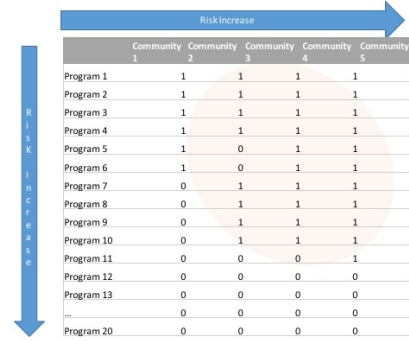 Risk Increase
RisK Increase
Community Community Community Community Community
1 2 3 4 5
Program 1 1 1 1 1
Program 2 1 1 1 1
Program 3 1 1 1 1
Program 4 1 1 1 1
Program 5 1 0 1 1
Program 6 1 0 1 1
Program 7 0 1 1 1
Program 8 0 1 1 1
Program 9 0 1 1 1
Program 10 0 1 1 1
Program 11 0 0 0 1
Program 12 0 0 0 0
Program 13 0 0 0 0
... 0 0 0 0
Program 20 0 0 0 0